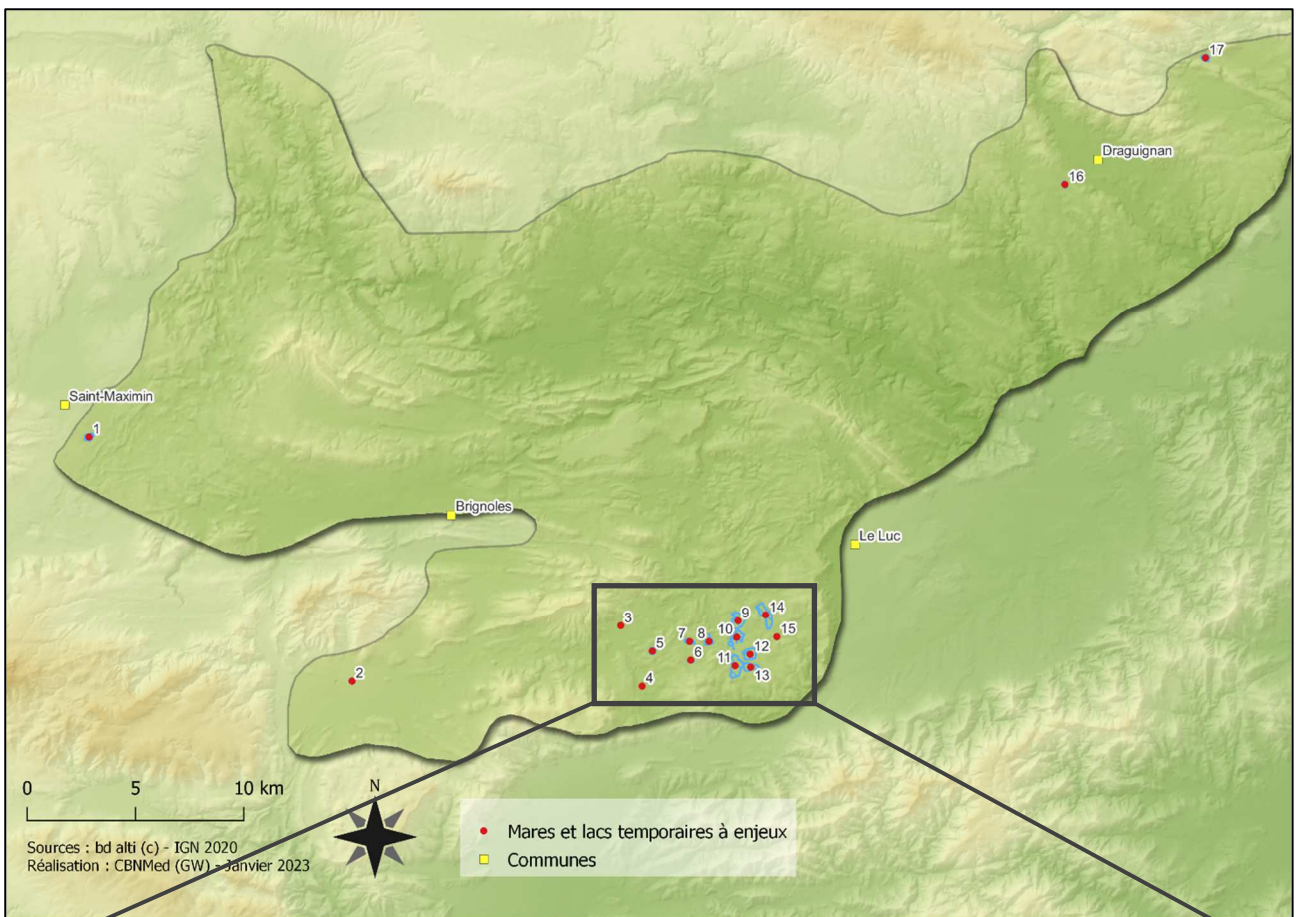 17
Draguignan
16
Saint-Maximin
1
Brignoles
Le Luc
3
9
14
7
8
10
15
5
6
12
11
13
2
4
0 5 10 km
N
Mares et lacs temporaires à enjeux
Communes
Sources : bd alti (c) - IGN 2020
Réalisation : CBNMed (GW) - Janvier 2023